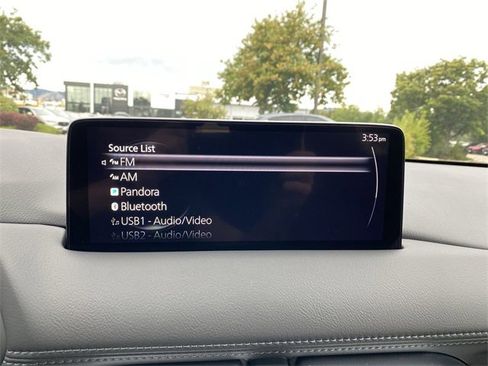 3:53pm
Source List
FM
AM
Pandora
Bluetooth
USB1 - Audio/Video
USB2 - Audio/Video